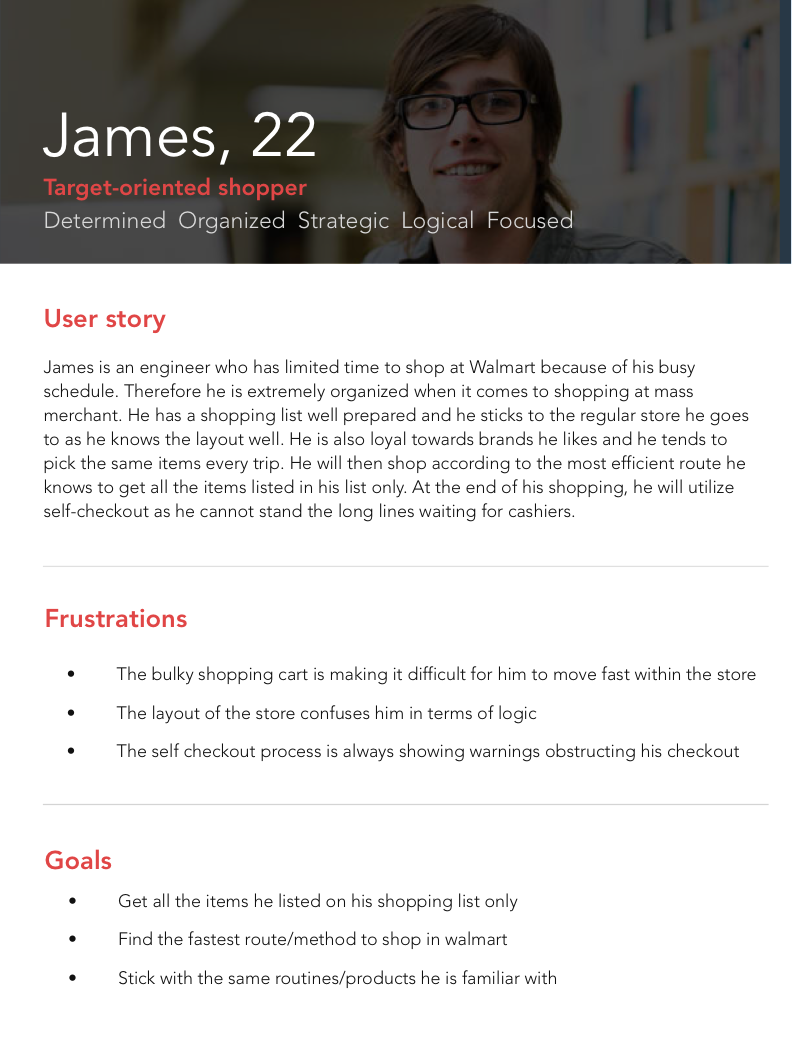 James, 22
Target-oriented shopper
Determined Organized Strategic Logical Focused
User story
James is an engineer who has limited time to shop at Walmart because of his busy
schedule. Therefore he is extremely organized when it comes to shopping at mass
merchant. He has a shopping list well prepared and he sticks to the regular store he goes
to as he knows the layout well. He is also loyal towards brands he likes and he tends to
pick the same items every trip. He will then shop according to the most efficient route he
knows to get all the items listed in his list only. At the end of his shopping, he will utilize
self-checkout as he cannot stand the long lines waiting for cashiers.
Frustrations
• The bulky shopping cart is making it difficult for him to move fast within the store
• The layout of the store confuses him in terms of logic
• The self checkout process is always showing warnings obstructing his checkout
Goals
• Get all the items he listed on his shopping list only
• Find the fastest route/method to shop in walmart
• Stick with the same routines/products he is familiar with